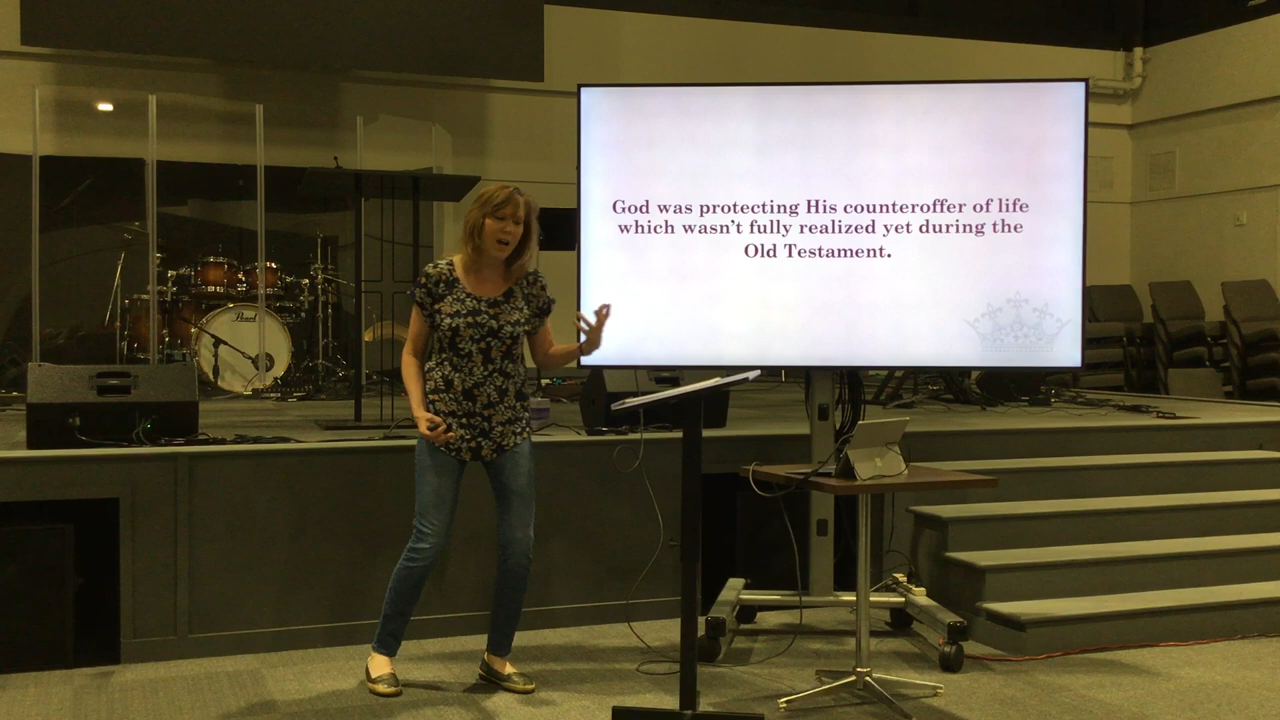 God was protecting His counteroffer of life
which wasn't fully realized yet during the
Old Testament.
Pearl